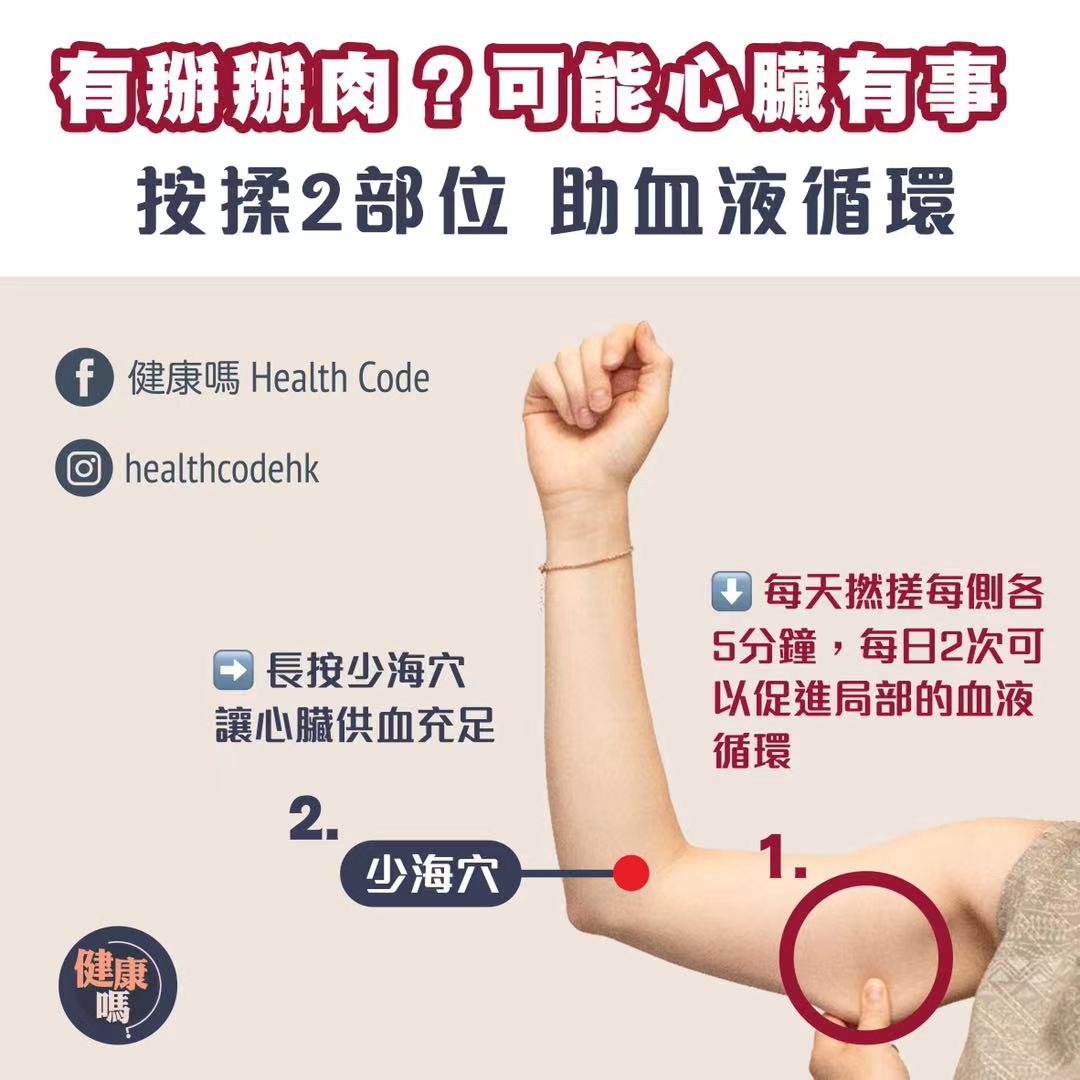 有掰掰肉？可能心臟有事
按揉2部位 助血液循環
健康嗎 Health Code
healthcodehk
➡️ 長按少海穴
讓心臟供血充足
2.
少海穴
⬇️ 每天撚搓每側各
5分鐘，每日2次可
以促進局部的血液
循環
1.
健康
嗎?